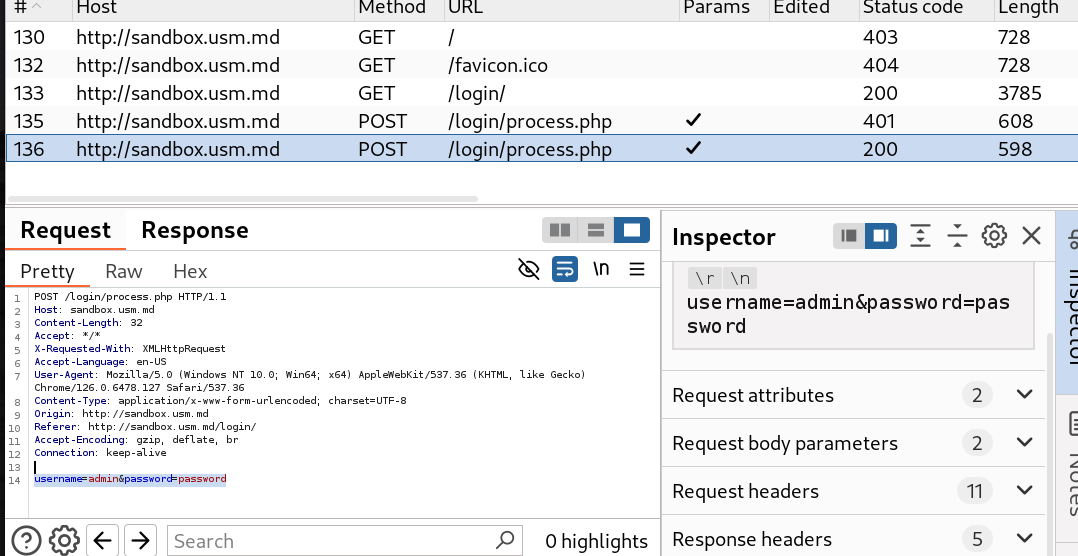 # Host Method URL Params Edited Status code Length
130 http://sandbox.usm.md GET / 403 728
132 http://sandbox.usm.md GET /favicon.ico 404 728
133 http://sandbox.usm.md GET /login/ 200 3785
135 http://sandbox.usm.md POST /login/process.php ✓ 401 608
136 http://sandbox.usm.md POST /login/process.php ✓ 200 598
Request Response
Pretty Raw Hex
\n
1 POST /login/process.php HTTP/1.1
2 Host: sandbox.usm.md
3 Content-Length: 32
4 Accept: */*
5 X-Requested-With: XMLHttpRequest
6 Accept-Language: en-US
7 User-Agent: Mozilla/5.0 (Windows NT 10.0; Win64; x64) AppleWebKit/537.36 (KHTML, like Gecko)
Chrome/126.0.6478.127 Safari/537.36
8 Content-Type: application/x-www-form-urlencoded; charset=UTF-8
9 Origin: http://sandbox.usm.md
10 Referer: http://sandbox.usm.md/login/
11 Accept-Encoding: gzip, deflate, br
12 Connection: keep-alive
13
14 username=admin&password=password
Search
0 highlights
Inspector
\r \n
username=admin&password=pas
sword
Request attributes 2
Request body parameters 2
Request headers 11
Response headers 5
Inspector
Notes